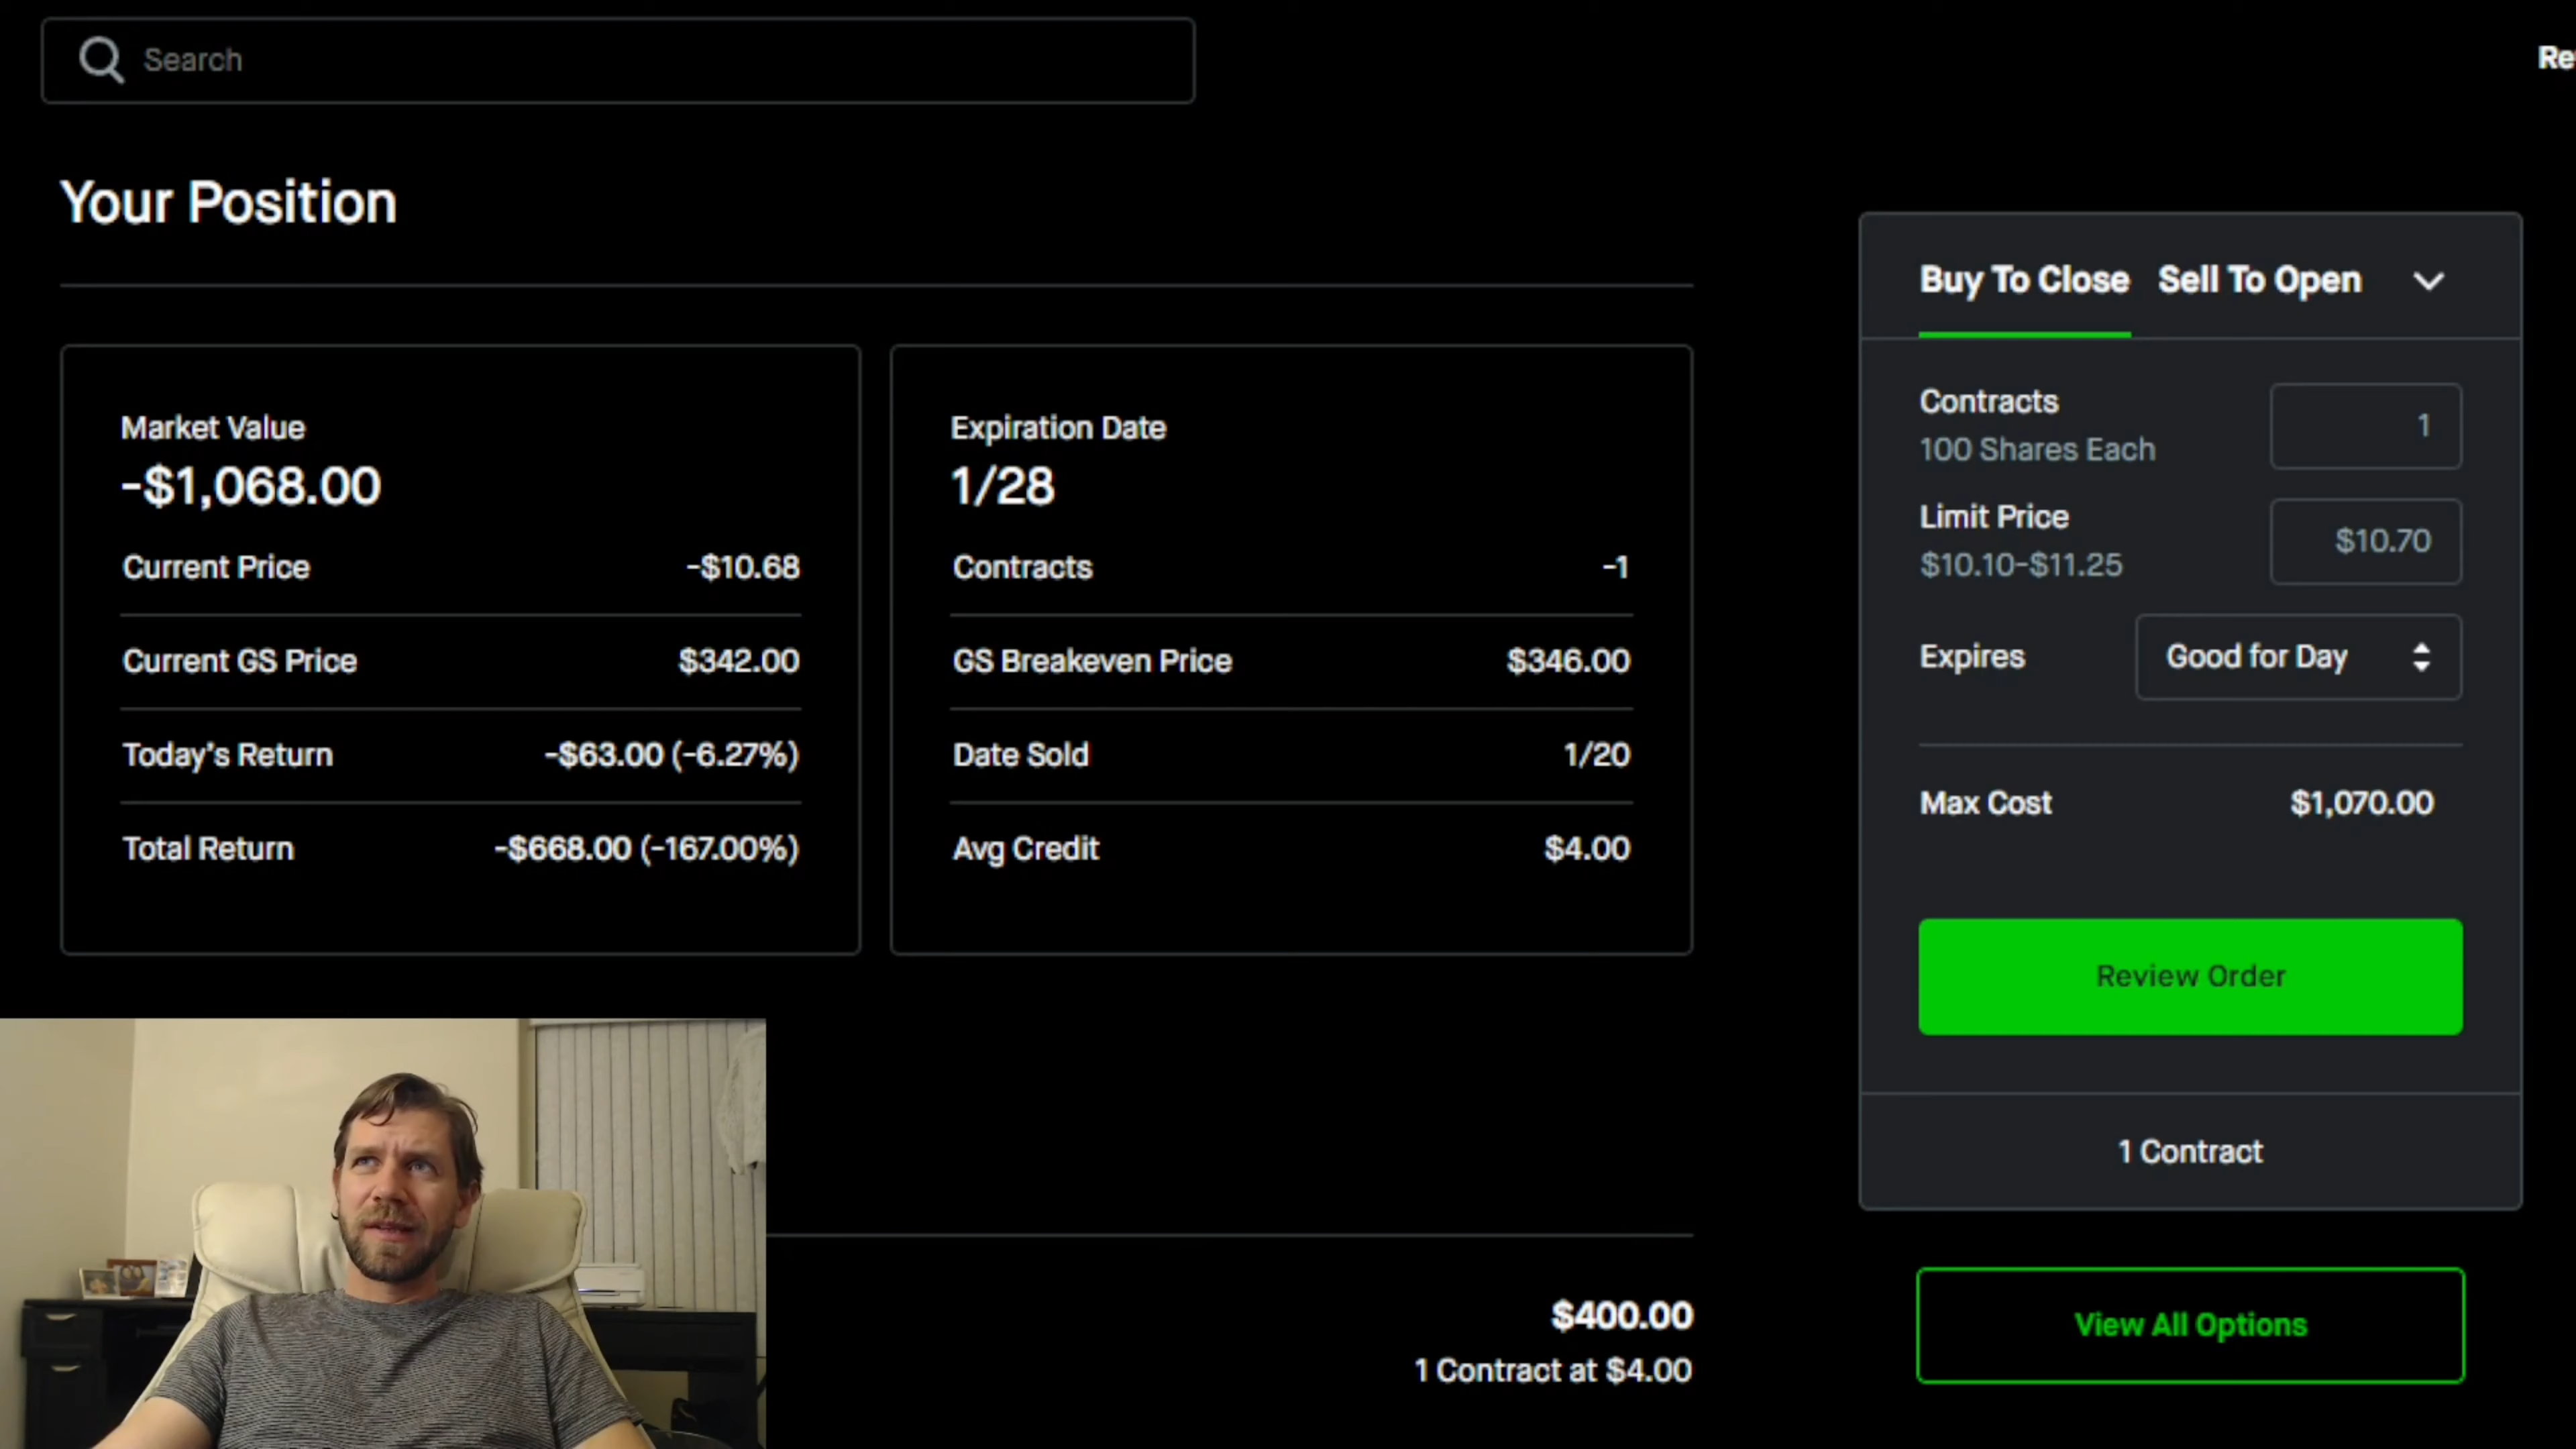 Search
Re
Your Position
Buy To Close Sell To Open
Market Value
-$1,068.00
Current Price -$10.68
Current GS Price $342.00
Today's Return -$63.00 (-6.27%)
Total Return -$668.00 (-167.00%)
Expiration Date
1/28
Contracts -1
GS Breakeven Price $346.00
Date Sold 1/20
Avg Credit $4.00
Contracts 1
100 Shares Each
Limit Price $10.70
$10.10-$11.25
Expires Good for Day
Max Cost $1,070.00
Review Order
1 Contract
$400.00
1 Contract at $4.00
View All Options